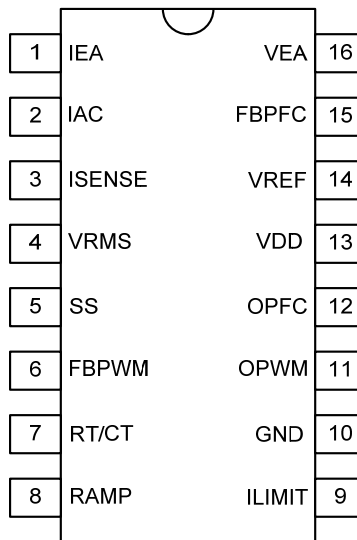 1 IEA VEA 16
2 IAC FBPFC 15
3 ISENSE VREF 14
4 VRMS VDD 13
5 SS OPFC 12
6 FBPWM OPWM 11
7 RT/CT GND 10
8 RAMP ILIMIT 9